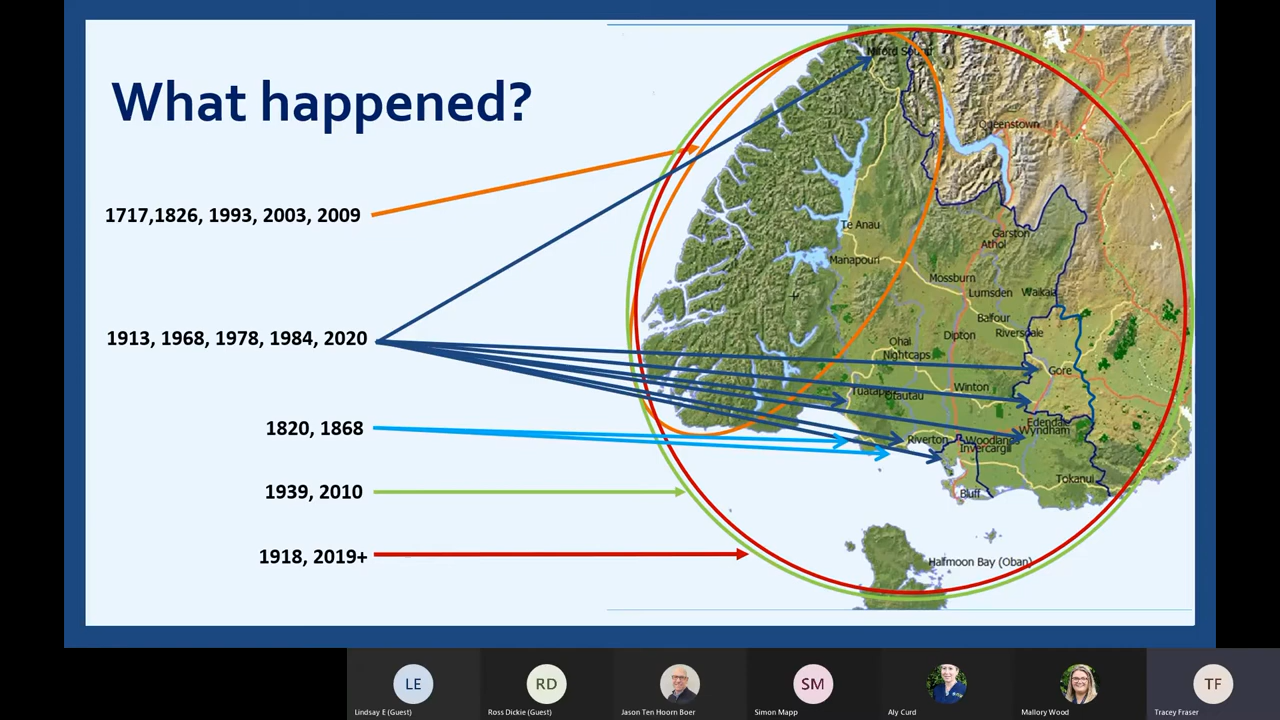 What happened?
1717,1826, 1993, 2003, 2009
1913, 1968, 1978, 1984, 2020
1820, 1868
1939, 2010
1918, 2019+
Milford Sound
Queenstown
Te Anau
Garston
Athol
Manapouri
Mossburn
Lumsden
Waikaia
Balfour
Riversdale
Dipton
Ohai
Nightcaps
Gore
Winton
Tuatapere
Otautau
Edendale
Wyndham
Riverton
Woodlands
Invercargill
Tokanui
Bluff
Halfmoon Bay (Oban)
LE
RD
SM
TF
Lindsay E (Guest)
Ross Dickie (Guest)
Jason Ten Hoorn Boer
Simon Mapp
Aly Curd
Mallory Wood
Tracey Fraser